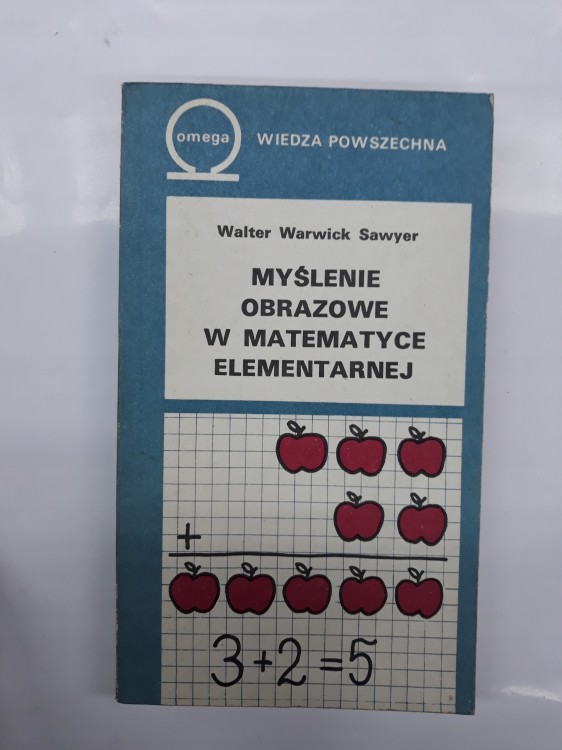 omega
WIEDZA POWSZECHNA
Walter Warwick Sawyer
MYŚLENIE
OBRAZOWE
W MATEMATYCE
ELEMENTARNEJ
+
3+2=5